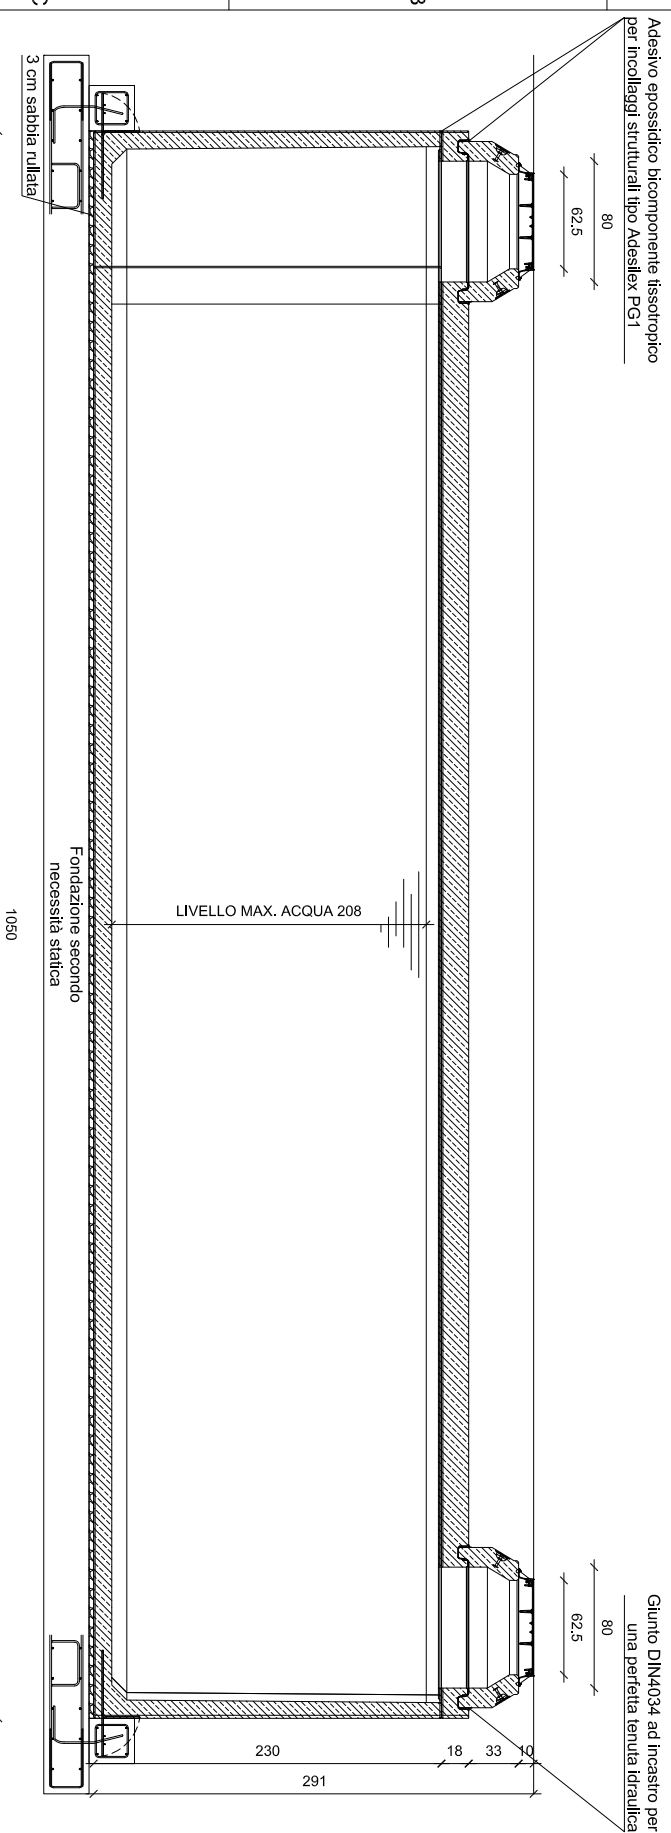 Adesivo epossidico bicomponente tissotropico
per incollaggi strutturali tipo Adesilex PG1
80
62.5
Giunto DIN4034 ad incastro per
una perfetta tenuta idraulica
80
62.5
LIVELLO MAX. ACQUA 208
230
18
33
10
291
3 cm sabbia rullata
Fondazione secondo
necessità statica
1050